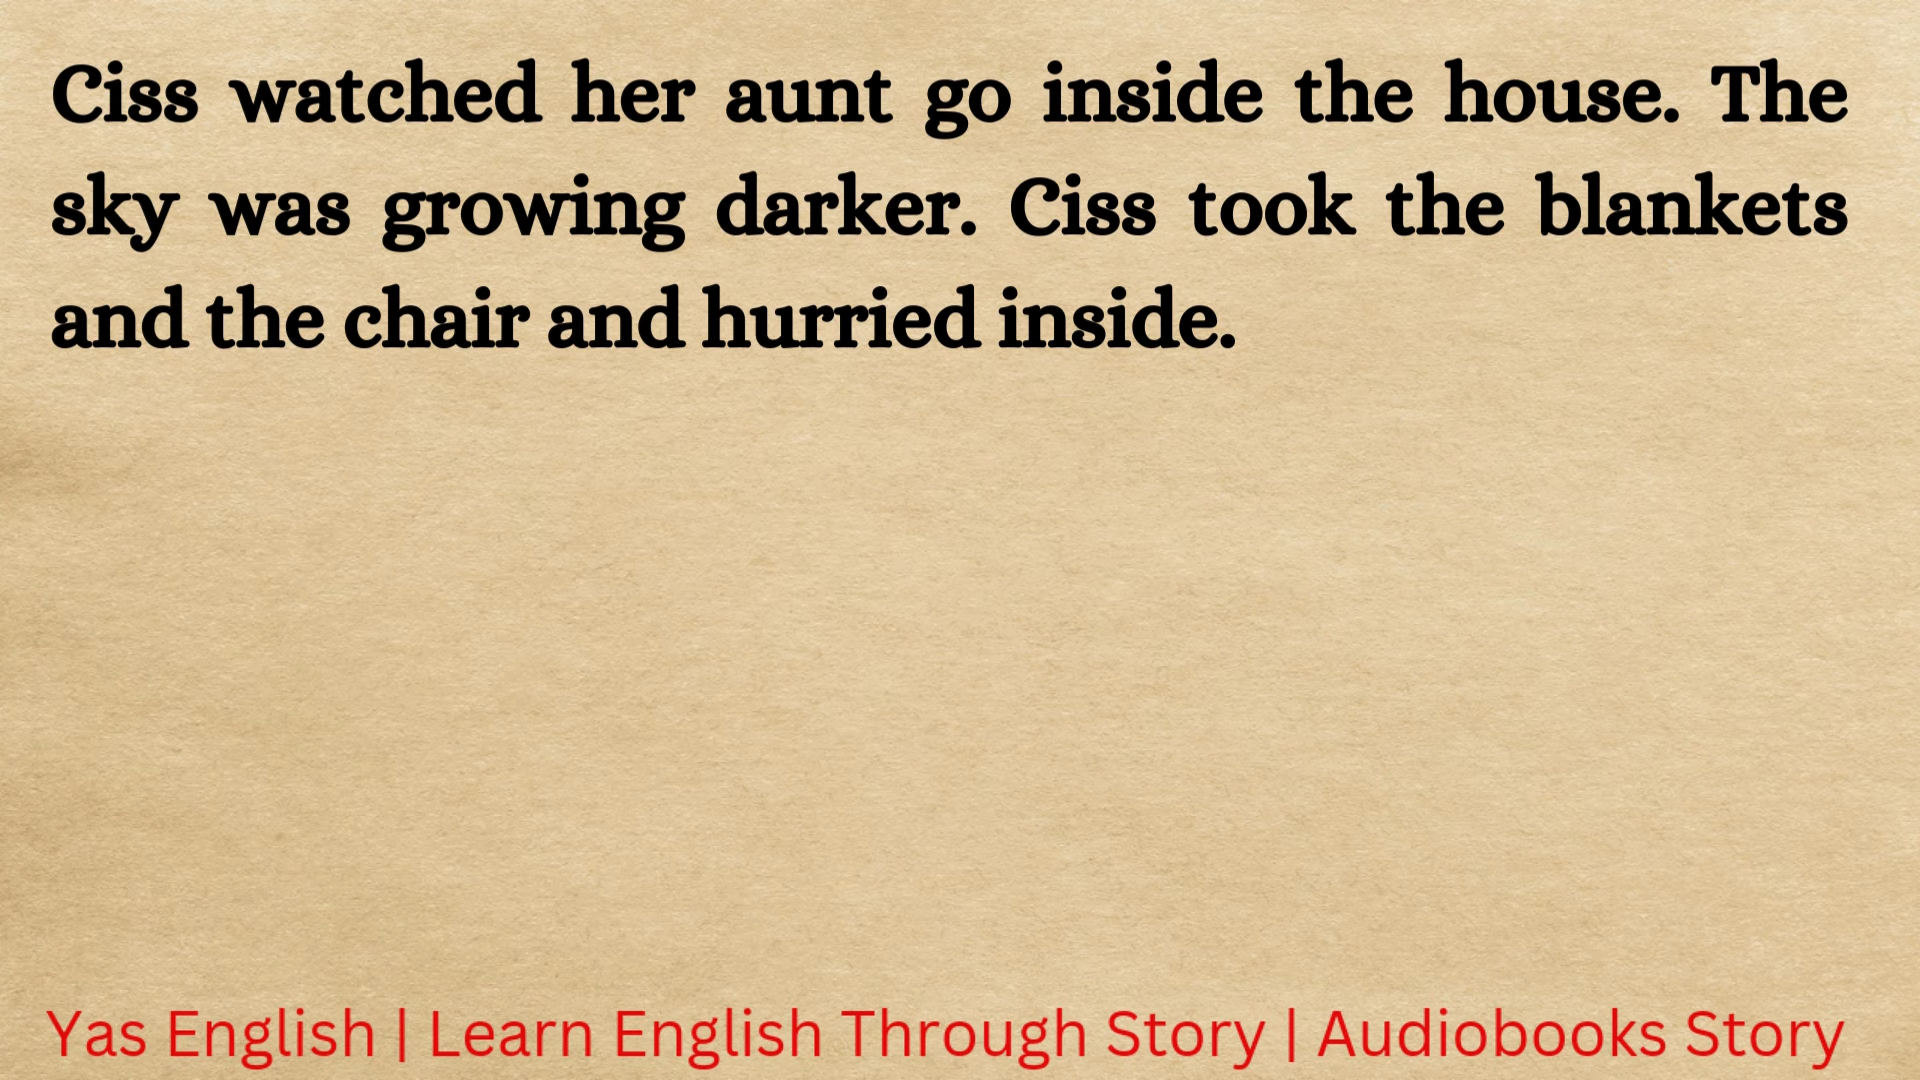 Ciss watched her aunt go inside the house. The
sky was growing darker. Ciss took the blankets
and the chair and hurried inside.
Yas English | Learn English Through Story | Audiobooks Story